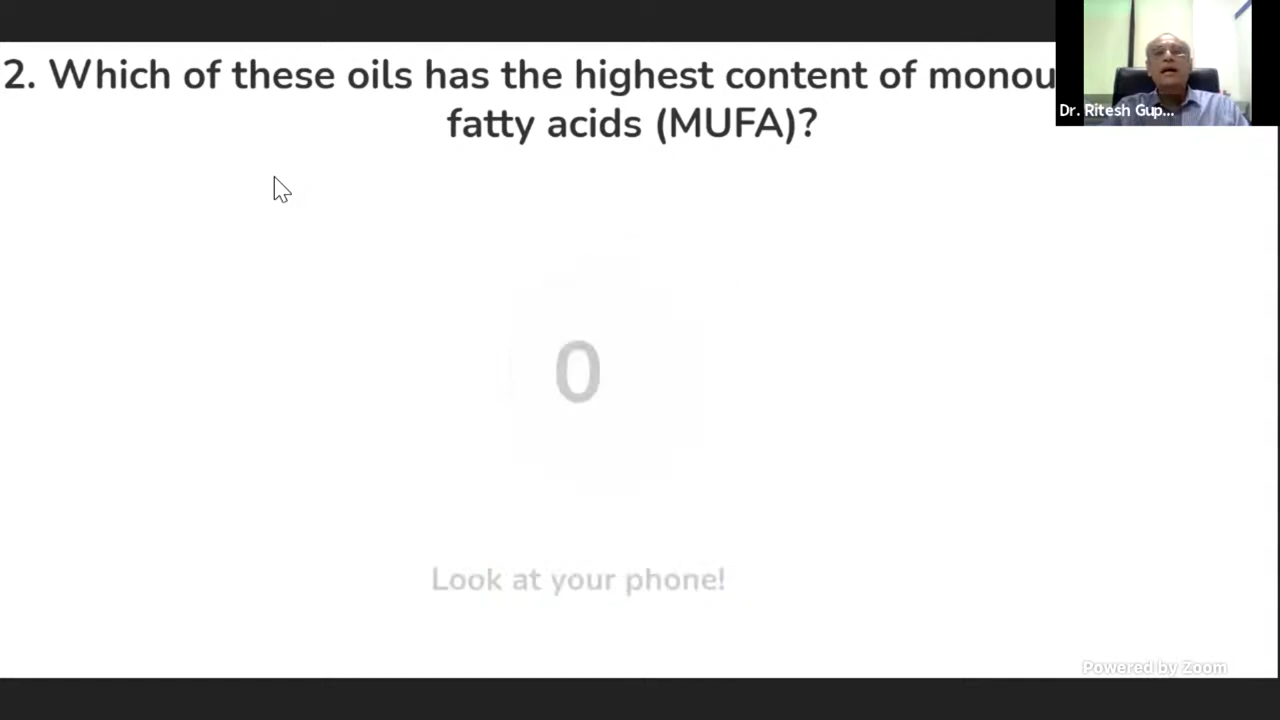 2. Which of these oils has the highest content of monou
fatty acids (MUFA)?
Dr. Ritesh Gup...
0
Look at your phone!
Powered by Zoom